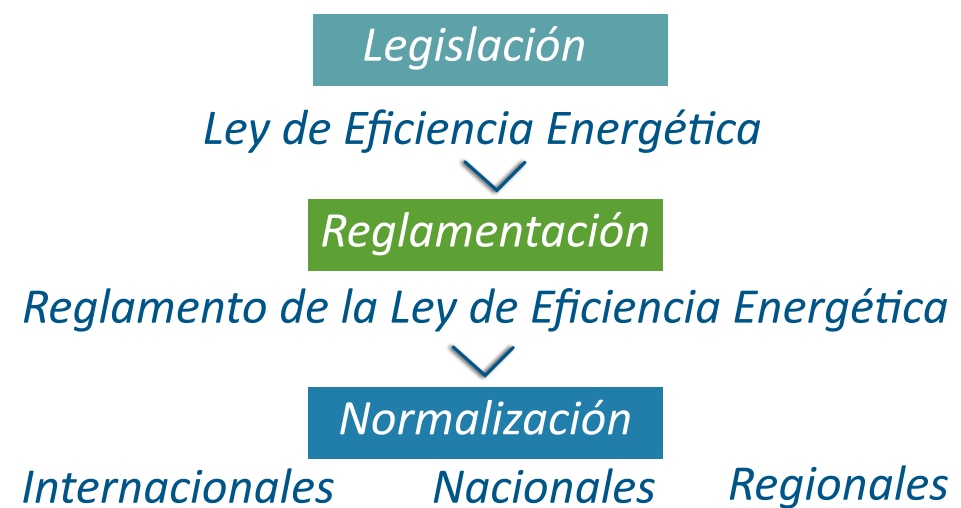 Legislación
Ley de Eficiencia Energética
Reglamentación
Reglamento de la Ley de Eficiencia Energética
Normalización
Internacionales Nacionales Regionales